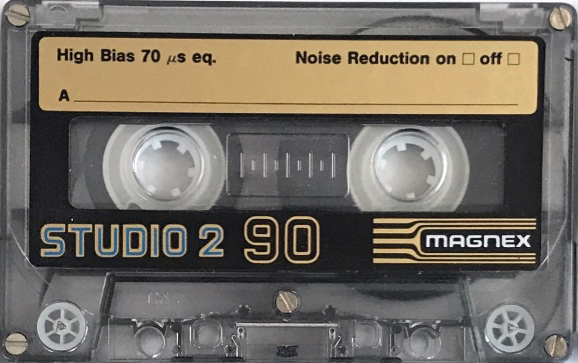 High Bias 70 μs eq.
Noise Reduction on □ off □
A
STUDIO 2 90
MAGNEX